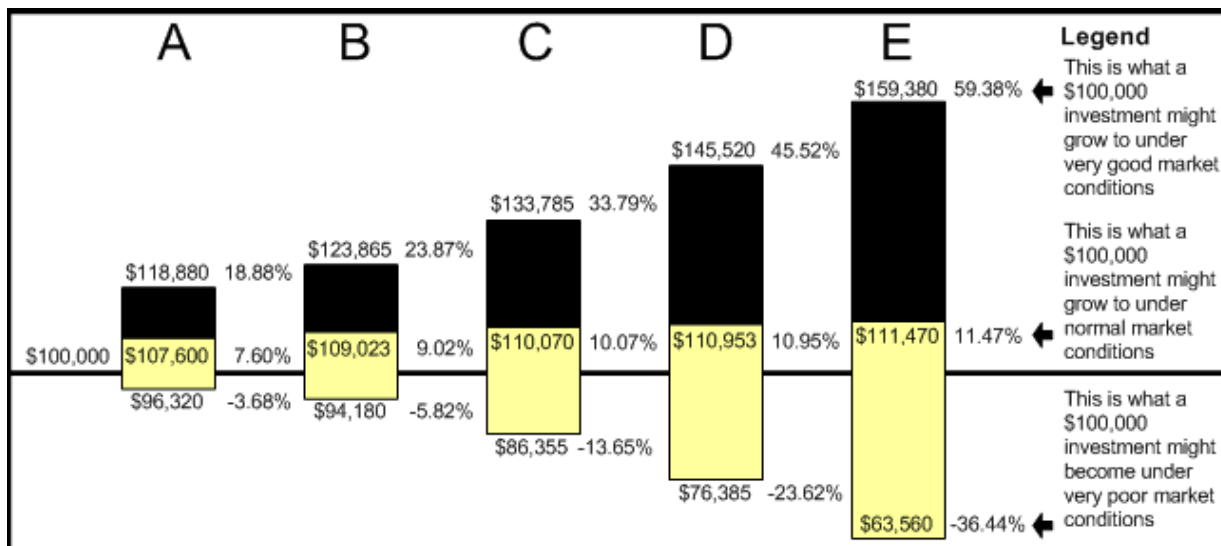 A B C D E
Legend
This is what a
$100,000
investment might
grow to under
very good market
conditions
$159,380 59.38%
$145,520 45.52%
$133,785 33.79%
$123,865 23.87%
$118,880 18.88%
This is what a
$100,000
investment might
grow to under
normal market
conditions
$100,000 $107,600 7.60% $109,023 9.02% $110,070 10.07% $110,953 10.95% $111,470 11.47%
$96,320 -3.68% $94,180 -5.82%
$86,355 -13.65%
$76,385 -23.62%
$63,560 -36.44%
This is what a
$100,000
investment might
become under
very poor market
conditions